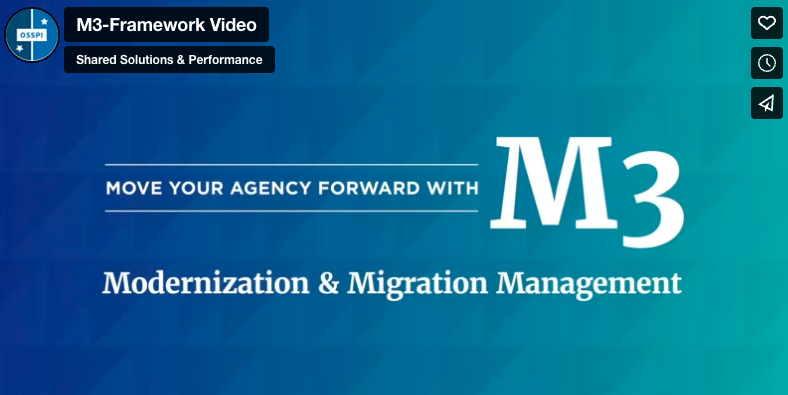 OSSPI
M3-Framework Video
Shared Solutions & Performance
MOVE YOUR AGENCY FORWARD WITH
M3
Modernization & Migration Management